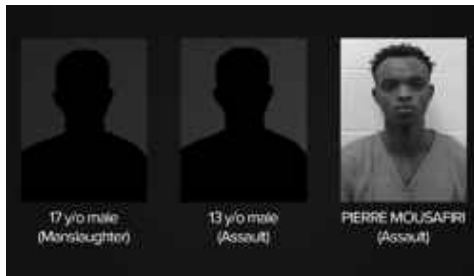 17 y/o male
(Manslaughter)
13 y/o male
(Assault)
PIERRE MOUSAFIRI
(Assault)